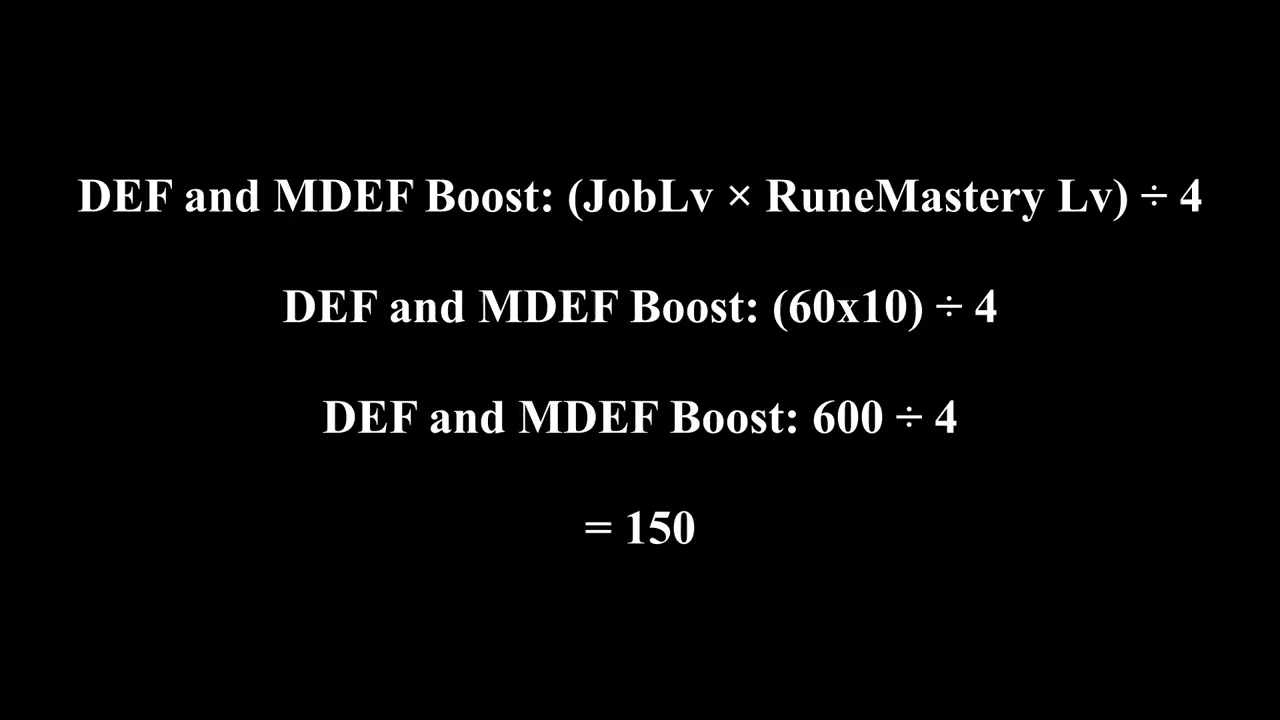 DEF and MDEF Boost: (JobLv × RuneMastery Lv) ÷ 4
DEF and MDEF Boost: (60x10) ÷ 4
DEF and MDEF Boost: 600 ÷ 4
= 150